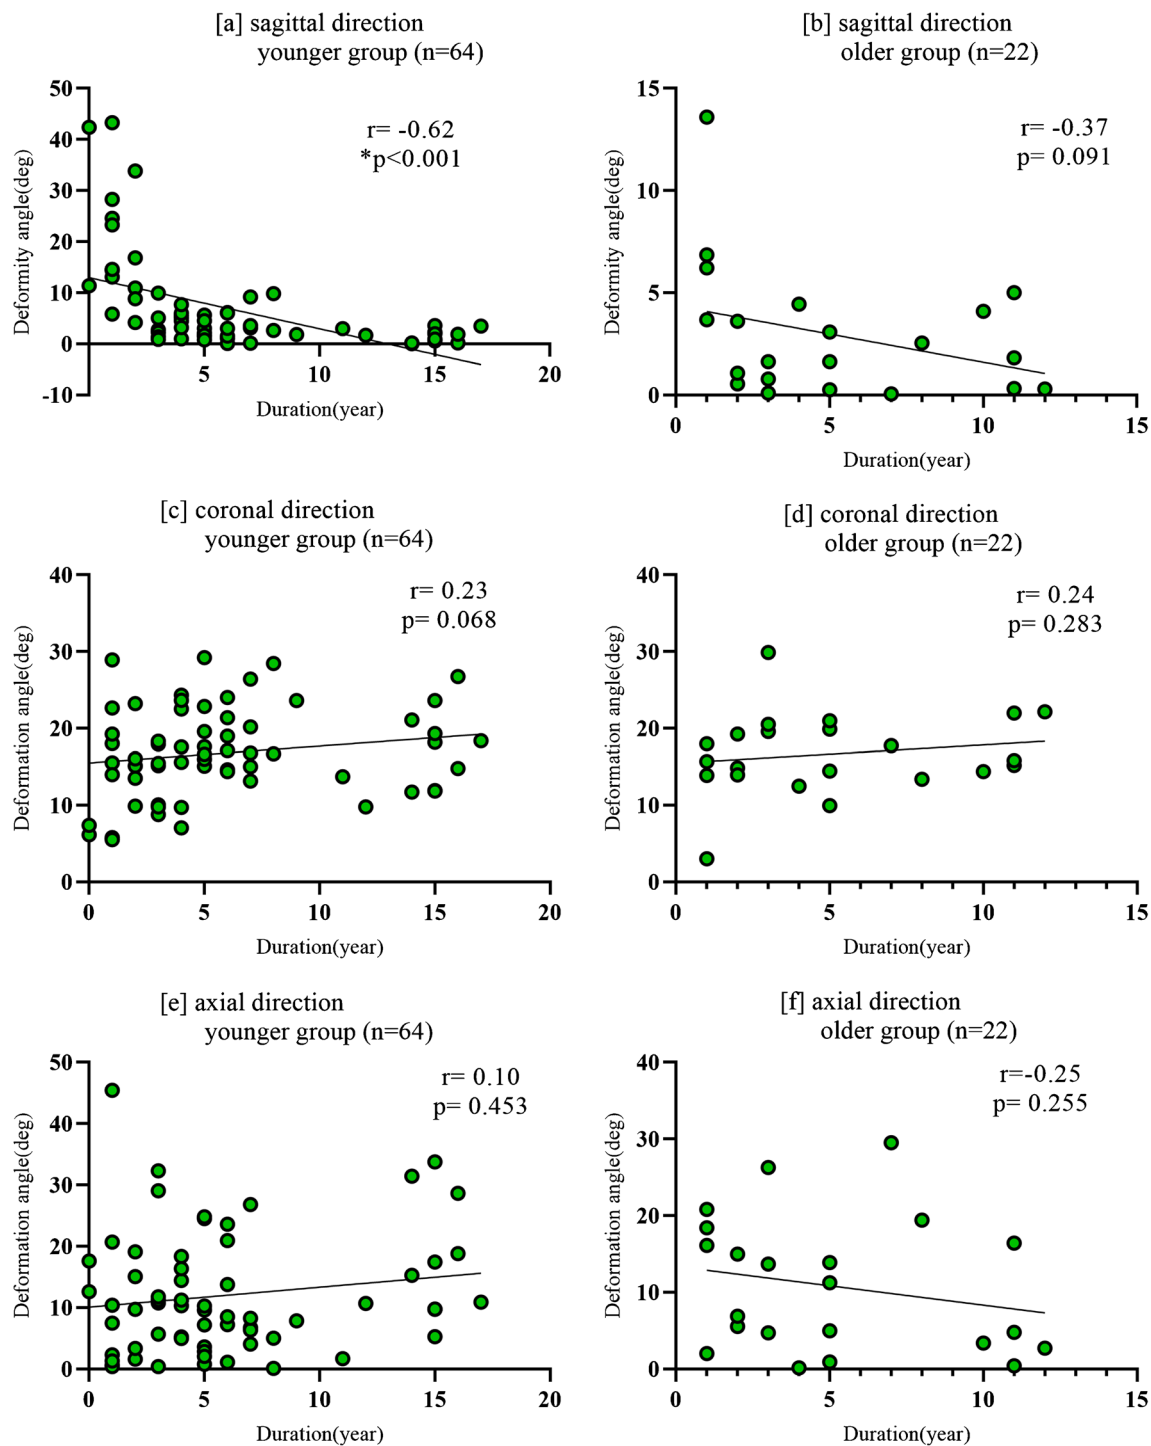 [a] sagittal direction
younger group (n=64)
50
40
30
20
10
0
-10
5
10
15
20
r= -0.62
*p<0.001
Deformity angle(deg)
Duration(year)
[b] sagittal direction
older group (n=22)
15
10
5
0
0
5
10
15
r= -0.37
p= 0.091
Deformity angle(deg)
Duration(year)
[c] coronal direction
younger group (n=64)
40
30
20
10
0
0
5
10
15
20
r= 0.23
p= 0.068
Deformation angle(deg)
Duration(year)
[d] coronal direction
older group (n=22)
40
30
20
10
0
0
5
10
15
r= 0.24
p= 0.283
Deformation angle(deg)
Duration(year)
[e] axial direction
younger group (n=64)
50
40
30
20
10
0
0
5
10
15
20
r= 0.10
p= 0.453
Deformation angle(deg)
Duration(year)
[f] axial direction
older group (n=22)
40
30
20
10
0
0
5
10
15
r=-0.25
p= 0.255
Deformation angle(deg)
Duration(year)